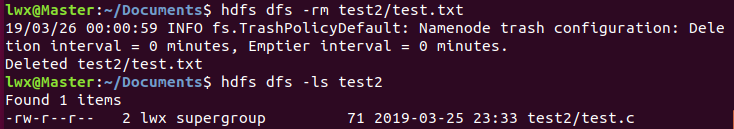 lwx@Master:~/Documents$ hdfs dfs -rm test2/test.txt
19/03/26 00:00:59 INFO fs.TrashPolicyDefault: Namenode trash configuration: Dele
tion interval = 0 minutes, Emptier interval = 0 minutes.
Deleted test2/test.txt
lwx@Master:~/Documents$ hdfs dfs -ls test2
Found 1 items
-rw-r--r--   2 lwx supergroup         71 2019-03-25 23:33 test2/test.c